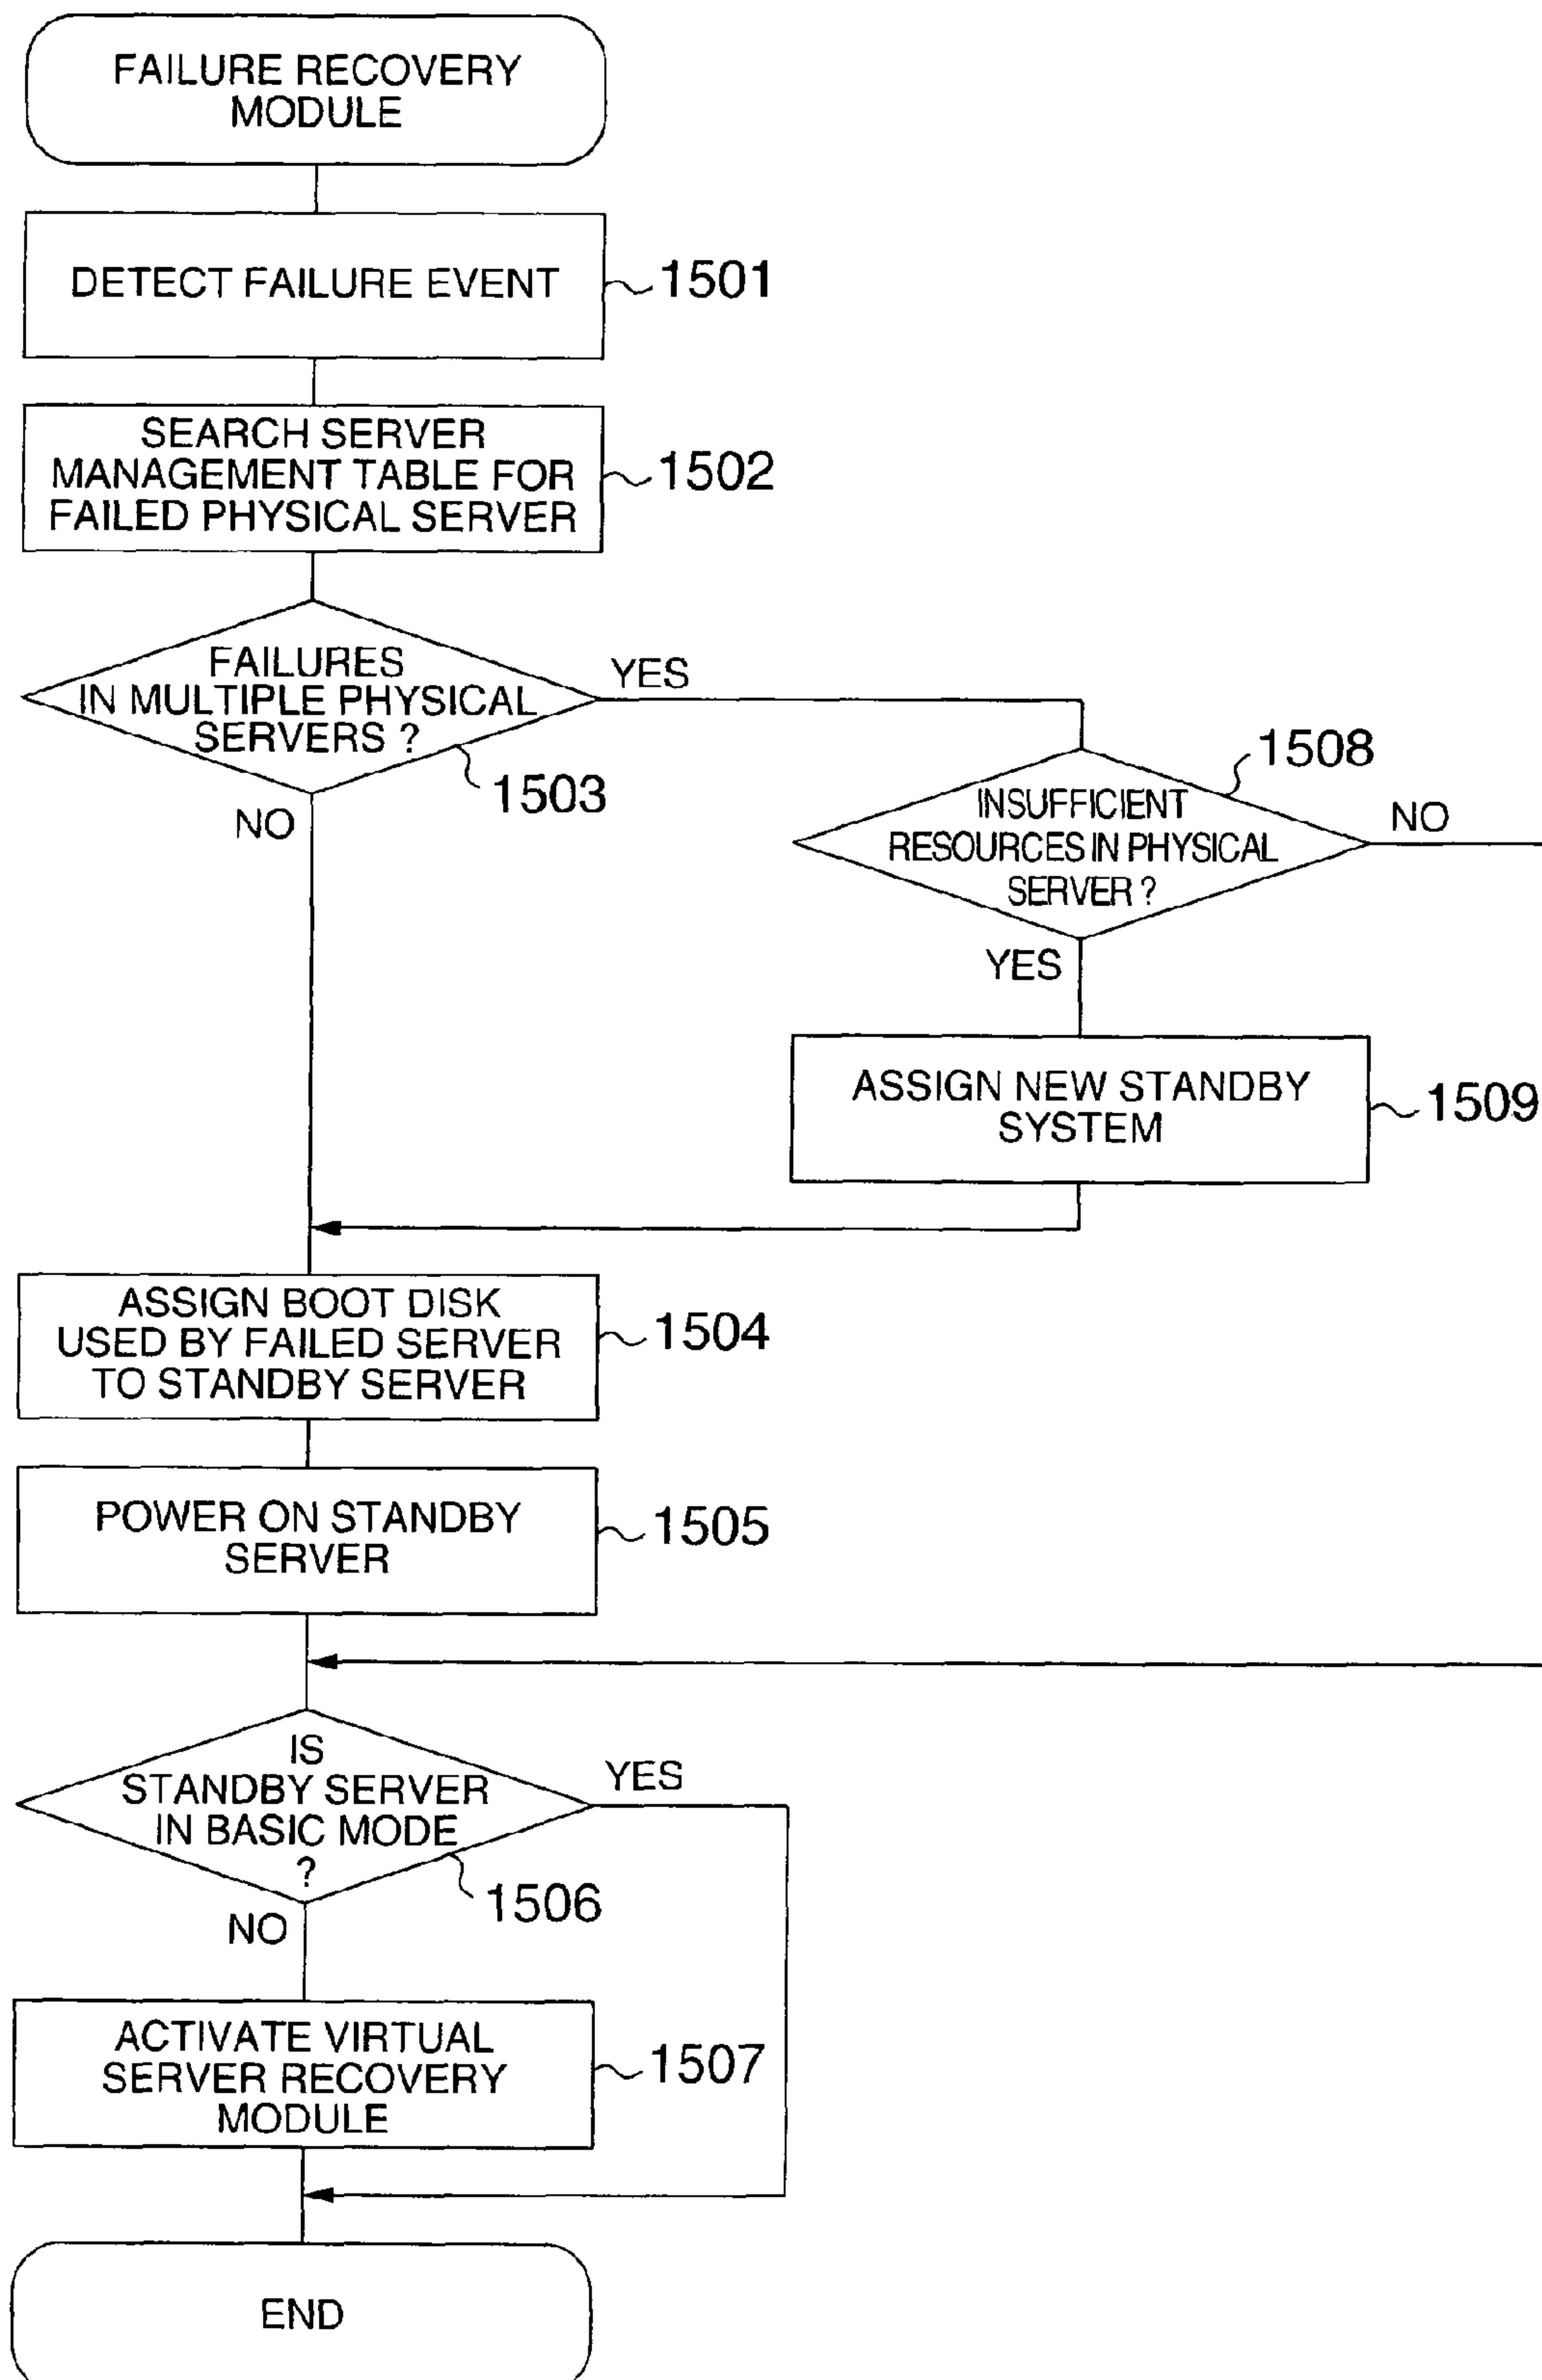 FAILURE RECOVERY
MODULE
DETECT FAILURE EVENT
1501
SEARCH SERVER
MANAGEMENT TABLE FOR
FAILED PHYSICAL SERVER
1502
FAILURES
IN MULTIPLE PHYSICAL
SERVERS ?
YES
1503
NO
1508
INSUFFICIENT
RESOURCES IN PHYSICAL
SERVER ?
NO
YES
ASSIGN NEW STANDBY
SYSTEM
1509
ASSIGN BOOT DISK
USED BY FAILED SERVER
TO STANDBY SERVER
1504
POWER ON STANDBY
SERVER
1505
IS
STANDBY SERVER
IN BASIC MODE
?
YES
1506
NO
ACTIVATE VIRTUAL
SERVER RECOVERY
MODULE
1507
END